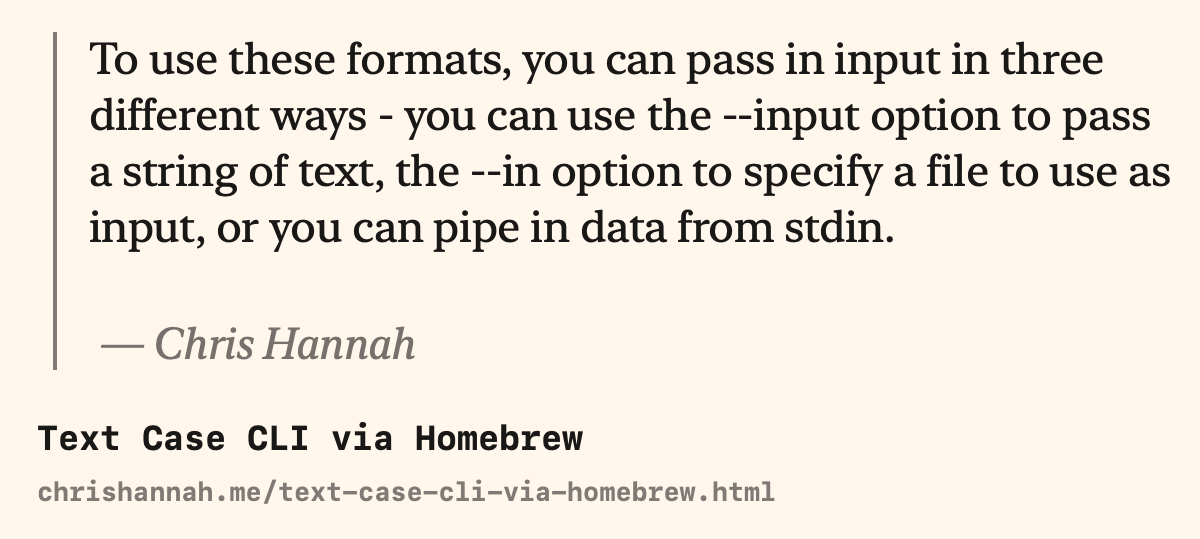 To use these formats, you can pass in input in three
different ways - you can use the --input option to pass
a string of text, the --in option to specify a file to use as
input, or you can pipe in data from stdin.
— Chris Hannah
Text Case CLI via Homebrew
chrishannah.me/text-case-cli-via-homebrew.html